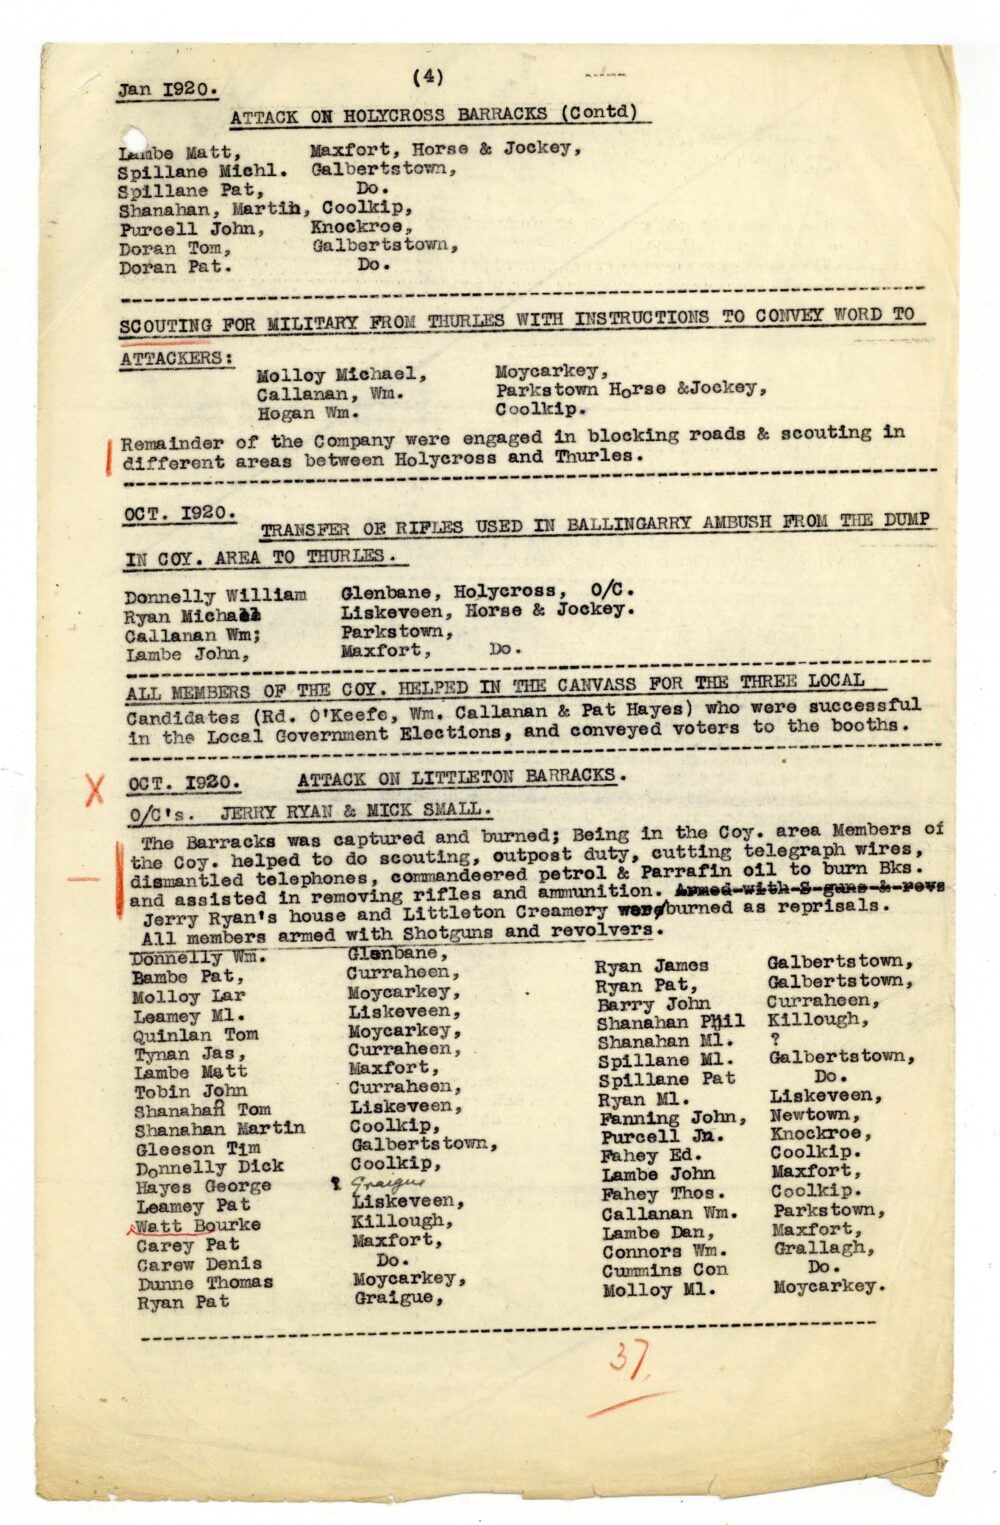 (4)
Jan 1920.
ATTACK ON HOLYCROSS BARRACKS (Contd)
Lambe Matt, Maxfort, Horse & Jockey,
Spillane Michl. Galbertstown,
Spillane Pat, Do.
Shanahan, Martin, Coolkip,
Purcell John, Knockroe,
Doran Tom, Galbertstown,
Doran Pat. Do.
SCOUTING FOR MILITARY FROM THURLES WITH INSTRUCTIONS TO CONVEY WORD TO
ATTACKERS:
Molloy Michael, Moycarkey,
Callanan, Wm. Parkstown Horse &Jockey,
Hogan Wm. Coolkip.
Remainder of the Company were engaged in blocking roads & scouting in
different areas between Holycross and Thurles.
OCT. 1920.
TRANSFER OF RIFLES USED IN BALLINGARRY AMBUSH FROM THE DUMP
IN COY. AREA TO THURLES.
Donnelly William Glenbane, Holycross, O/C.
Ryan Michael Liskeveen, Horse & Jockey.
Callanan Wm; Parkstown,
Lambe John, Maxfort, Do.
ALL MEMBERS OF THE COY. HELPED IN THE CANVASS FOR THE THREE LOCAL
Candidates (Rd. O'Keefe, Wm. Callanan & Pat Hayes) who were successful
in the Local Government Elections, and conveyed voters to the booths.
X OCT. 1920. ATTACK ON LITTLETON BARRACKS.
O/C's. JERRY RYAN & MICK SMALL.
The Barracks was captured and burned; Being in the Coy. area Members of
the Coy. helped to do scouting, outpost duty, cutting telegraph wires,
dismantled telephones, commandeered petrol & Parrafin oil to burn Bks.
and assisted in removing rifles and ammunition. Armed with S guns & revs
Jerry Ryan's house and Littleton Creamery were burned as reprisals.
All members armed with Shotguns and revolvers.
Donnelly Wm. Glenbane,
Bambe Pat, Curraheen,
Molloy Lar Moycarkey,
Leamey Ml. Liskeveen,
Quinlan Tom Moycarkey,
Tynan Jas, Curraheen,
Lambe Matt Maxfort,
Tobin John Curraheen,
Shanahan Tom Liskeveen,
Shanahan Martin Coolkip,
Gleeson Tim Galbertstown,
Donnelly Dick Coolkip,
Hayes George ? Graigue
Leamey Pat Liskeveen,
Watt Bourke Killough,
Carey Pat Maxfort,
Carew Denis Do.
Dunne Thomas Moycarkey,
Ryan Pat Graigue,
Ryan James Galbertstown,
Ryan Pat, Galbertstown,
Barry John Curraheen,
Shanahan Phil Killough,
Shanahan Ml. ?
Spillane Ml. Galbertstown,
Spillane Pat Do.
Ryan Ml. Liskeveen,
Fanning John, Newtown,
Purcell Jn. Knockroe,
Fahey Ed. Coolkip.
Lambe John Maxfort,
Fahey Thos. Coolkip.
Callanan Wm. Parkstown,
Lambe Dan, Maxfort,
Connors Wm. Grallagh,
Cummins Con Do.
Molloy Ml. Moycarkey.
37.